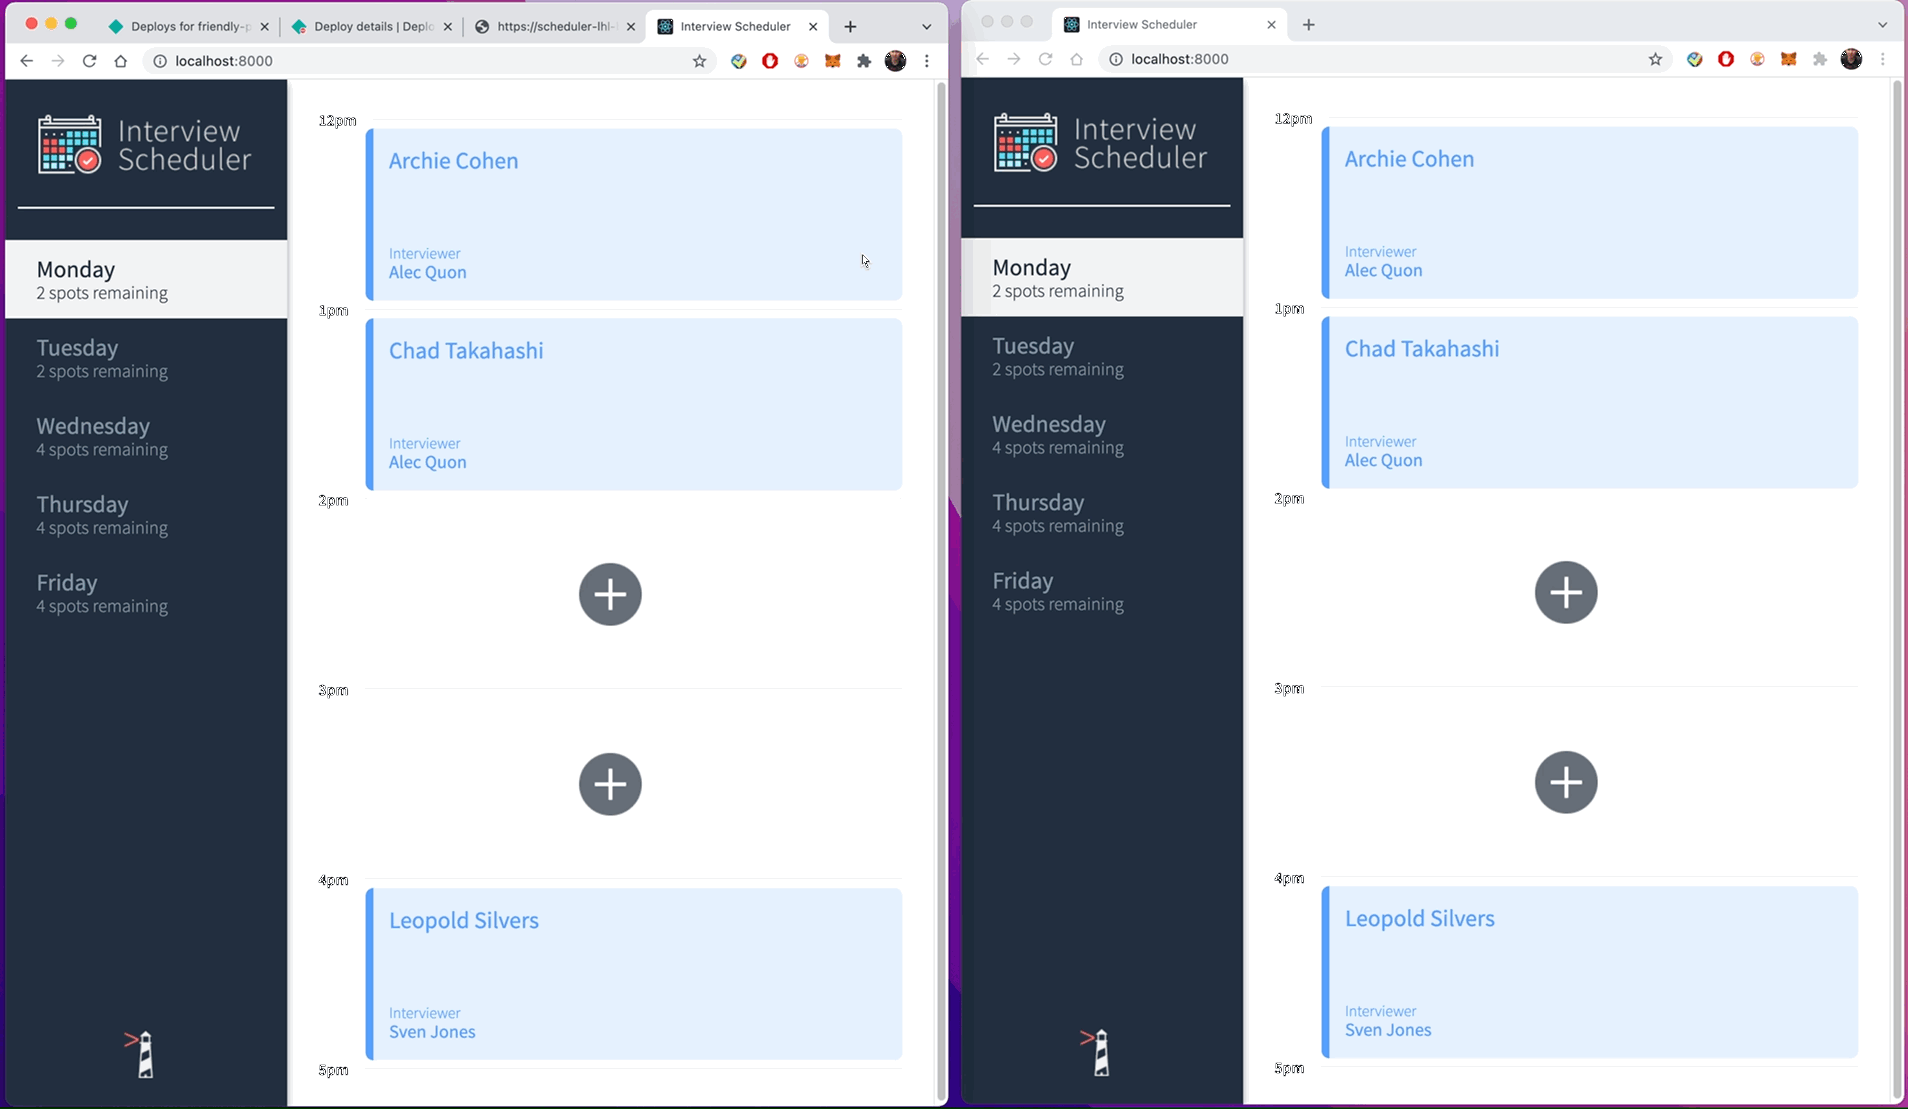 Deploys for friendly-p
Deploy details | Deplo
https://scheduler-lhl-
Interview Scheduler
localhost:8000
Interview
Scheduler
Monday
2 spots remaining
Tuesday
2 spots remaining
Wednesday
4 spots remaining
Thursday
4 spots remaining
Friday
4 spots remaining
12pm
Archie Cohen
Interviewer
Alec Quon
1pm
Chad Takahashi
Interviewer
Alec Quon
2pm
3pm
4pm
Leopold Silvers
Interviewer
Sven Jones
5pm
Interview Scheduler
localhost:8000
Interview
Scheduler
Monday
2 spots remaining
Tuesday
2 spots remaining
Wednesday
4 spots remaining
Thursday
4 spots remaining
Friday
4 spots remaining
12pm
Archie Cohen
Interviewer
Alec Quon
1pm
Chad Takahashi
Interviewer
Alec Quon
2pm
3pm
4pm
Leopold Silvers
Interviewer
Sven Jones
5pm